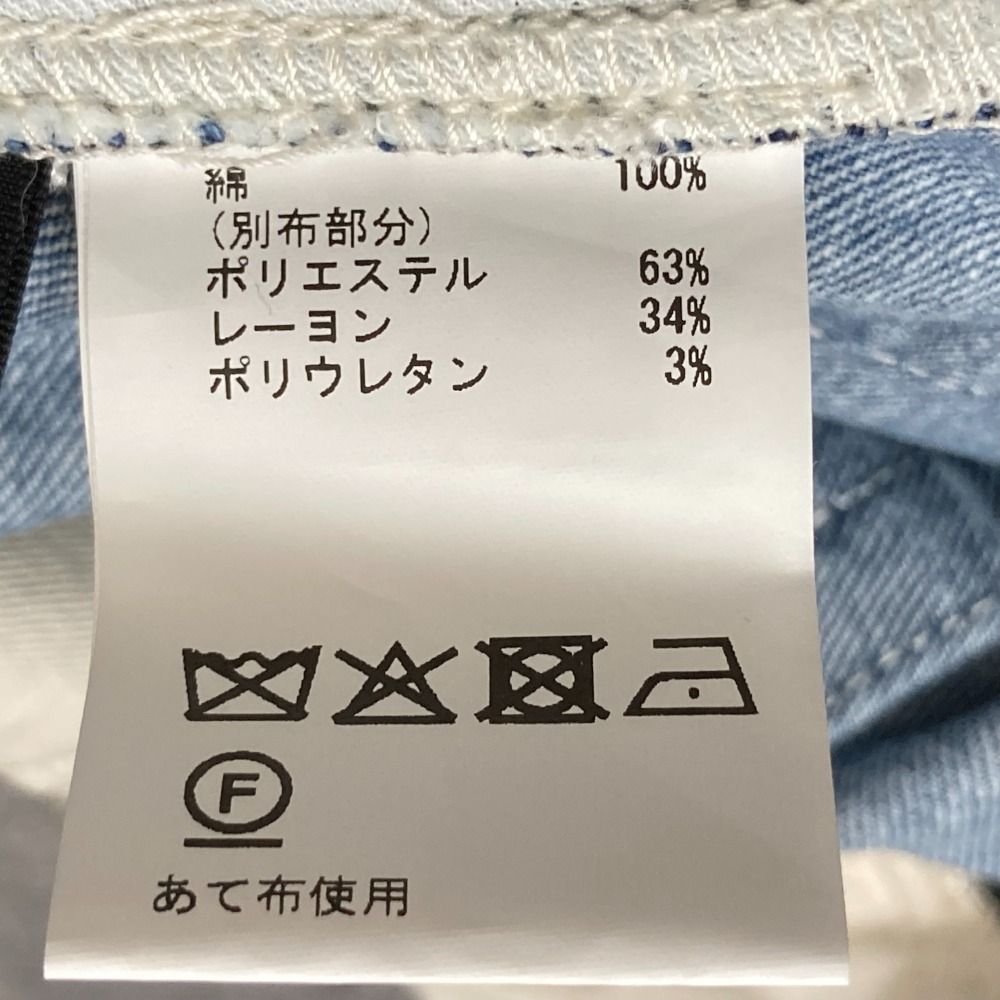 綿 100%
(別布部分)
ポリエステル 63%
レーヨン 34%
ポリウレタン 3%
F
あて布使用